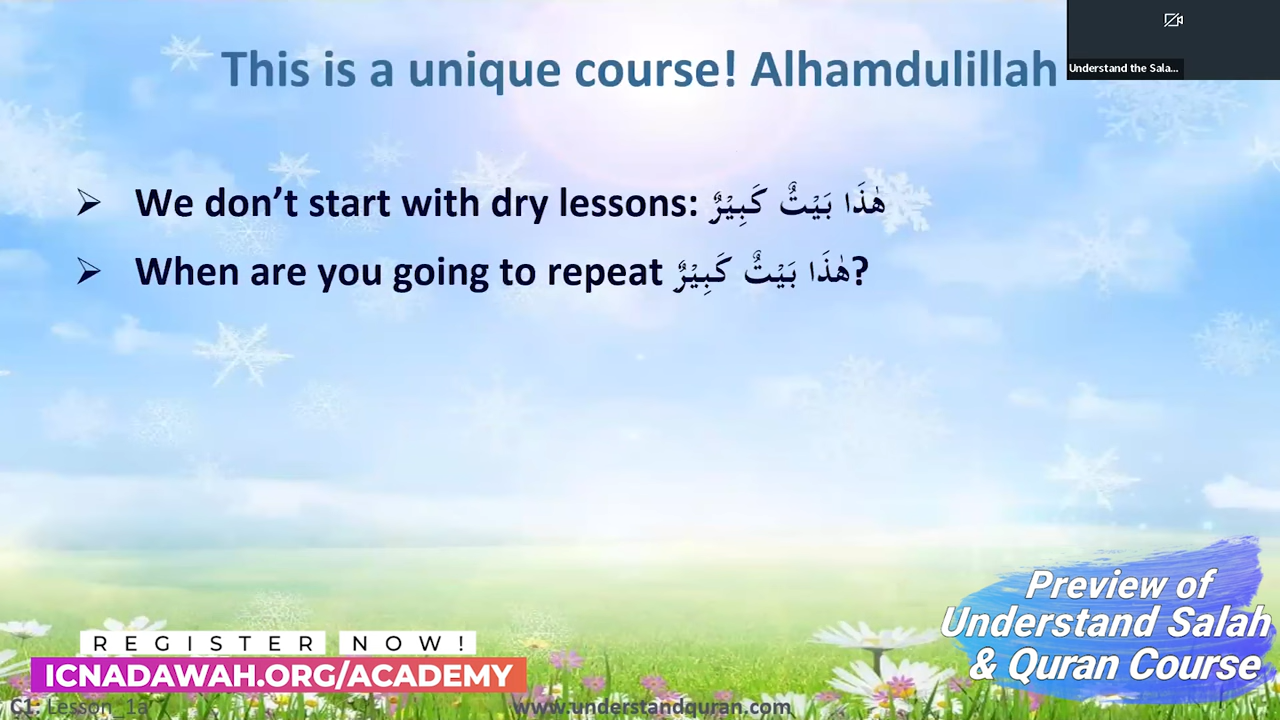 This is a unique course! Alhamdulillah
Understand the Sala...
➢ We don’t start with dry lessons: هٰذَا بَيْتٌ كَبِيْرٌ
➢ When are you going to repeat هٰذَا بَيْتٌ كَبِيْرٌ?
Preview of
Understand Salah
& Quran Course
REGISTER NOW!
ICNADAWAH.ORG/ACADEMY
C1: Lesson_1a
www.understandquran.com